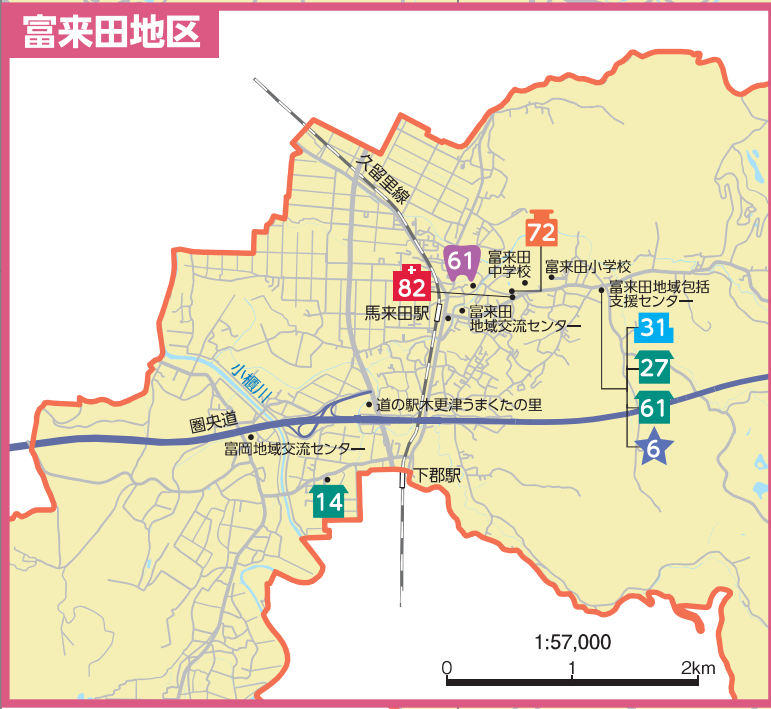 富来田地区
久留里線
72
61
富来田
中学校
富来田小学校
82
富来田地域包括
支援センター
馬来田駅
富来田
地域交流センター
31
27
61
6
小櫃川
道の駅木更津うまくたの里
圏央道
富岡地域交流センター
下郡駅
14
1:57,000
0 1 2km